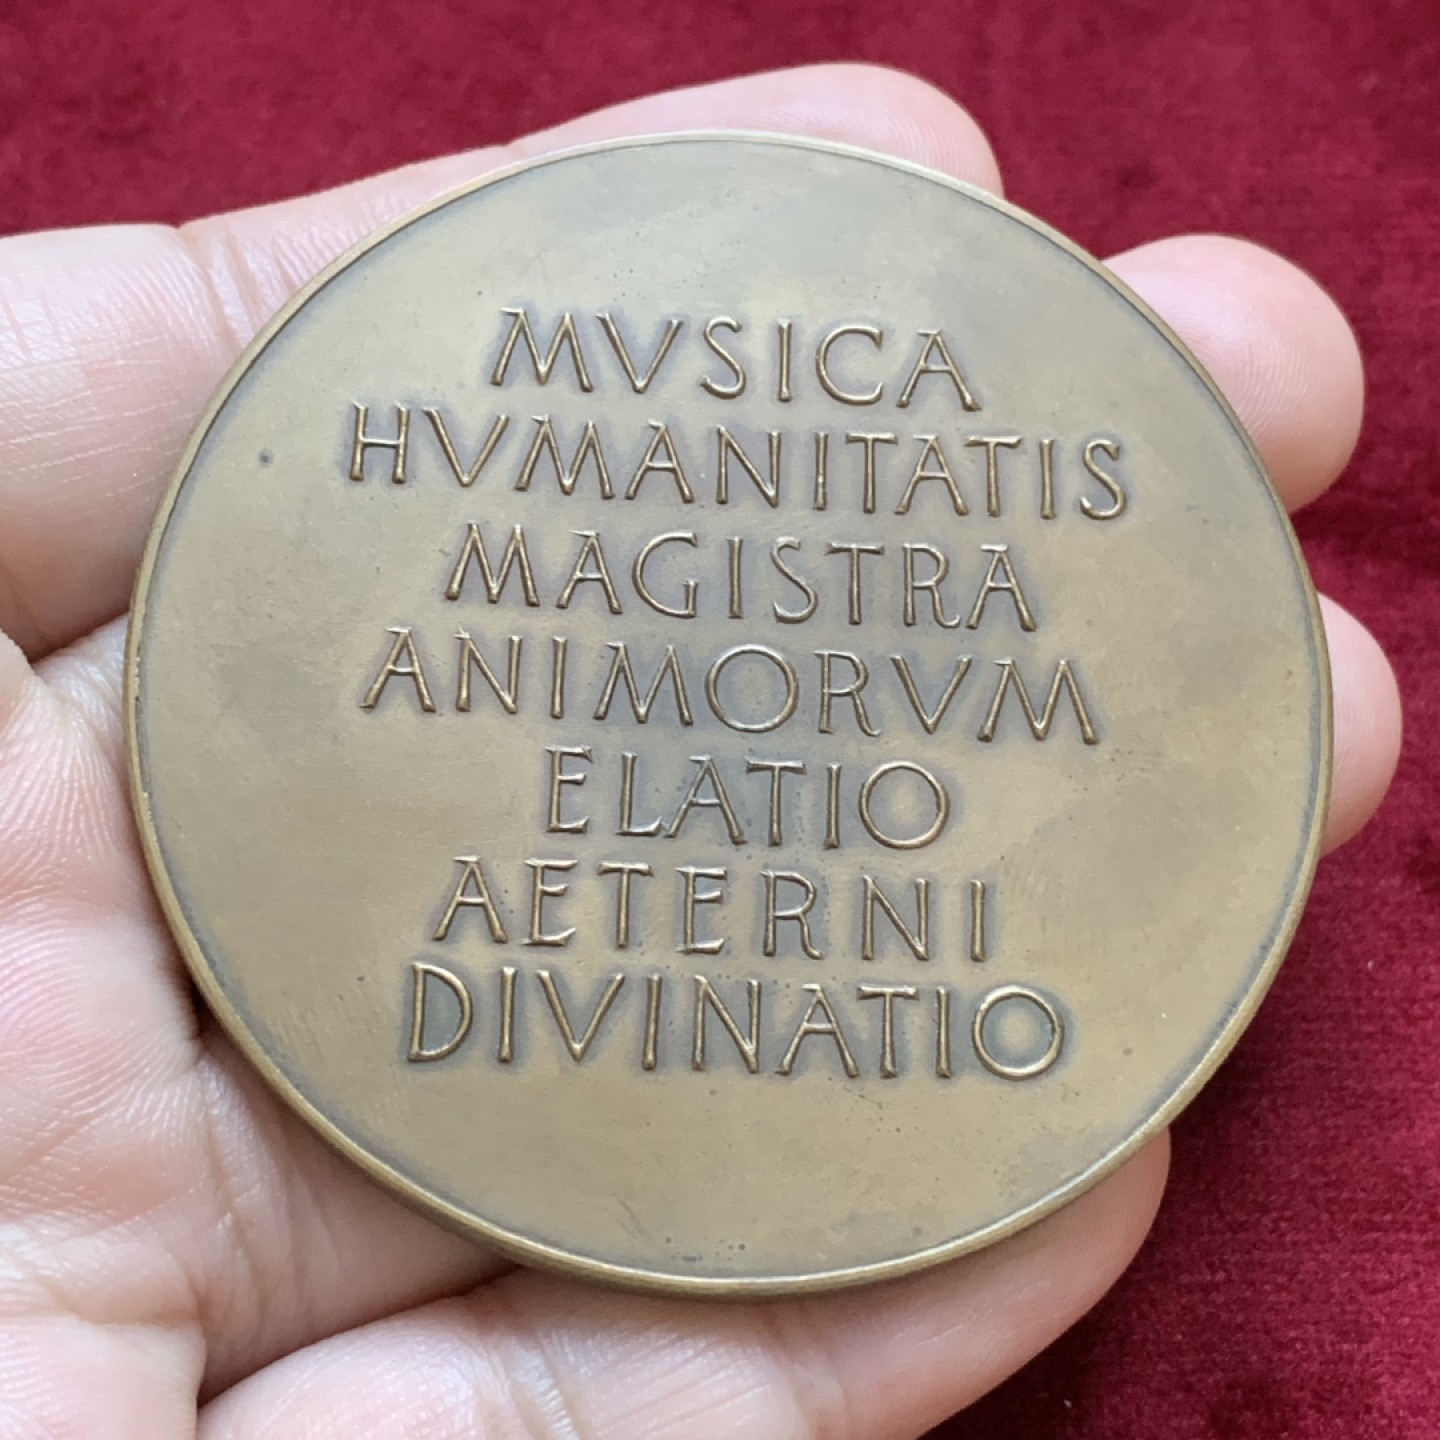 MVSICA
HVMANITATIS
MAGISTRA
ANIMORVM
ELATIO
AETERNI
DIVINATIO